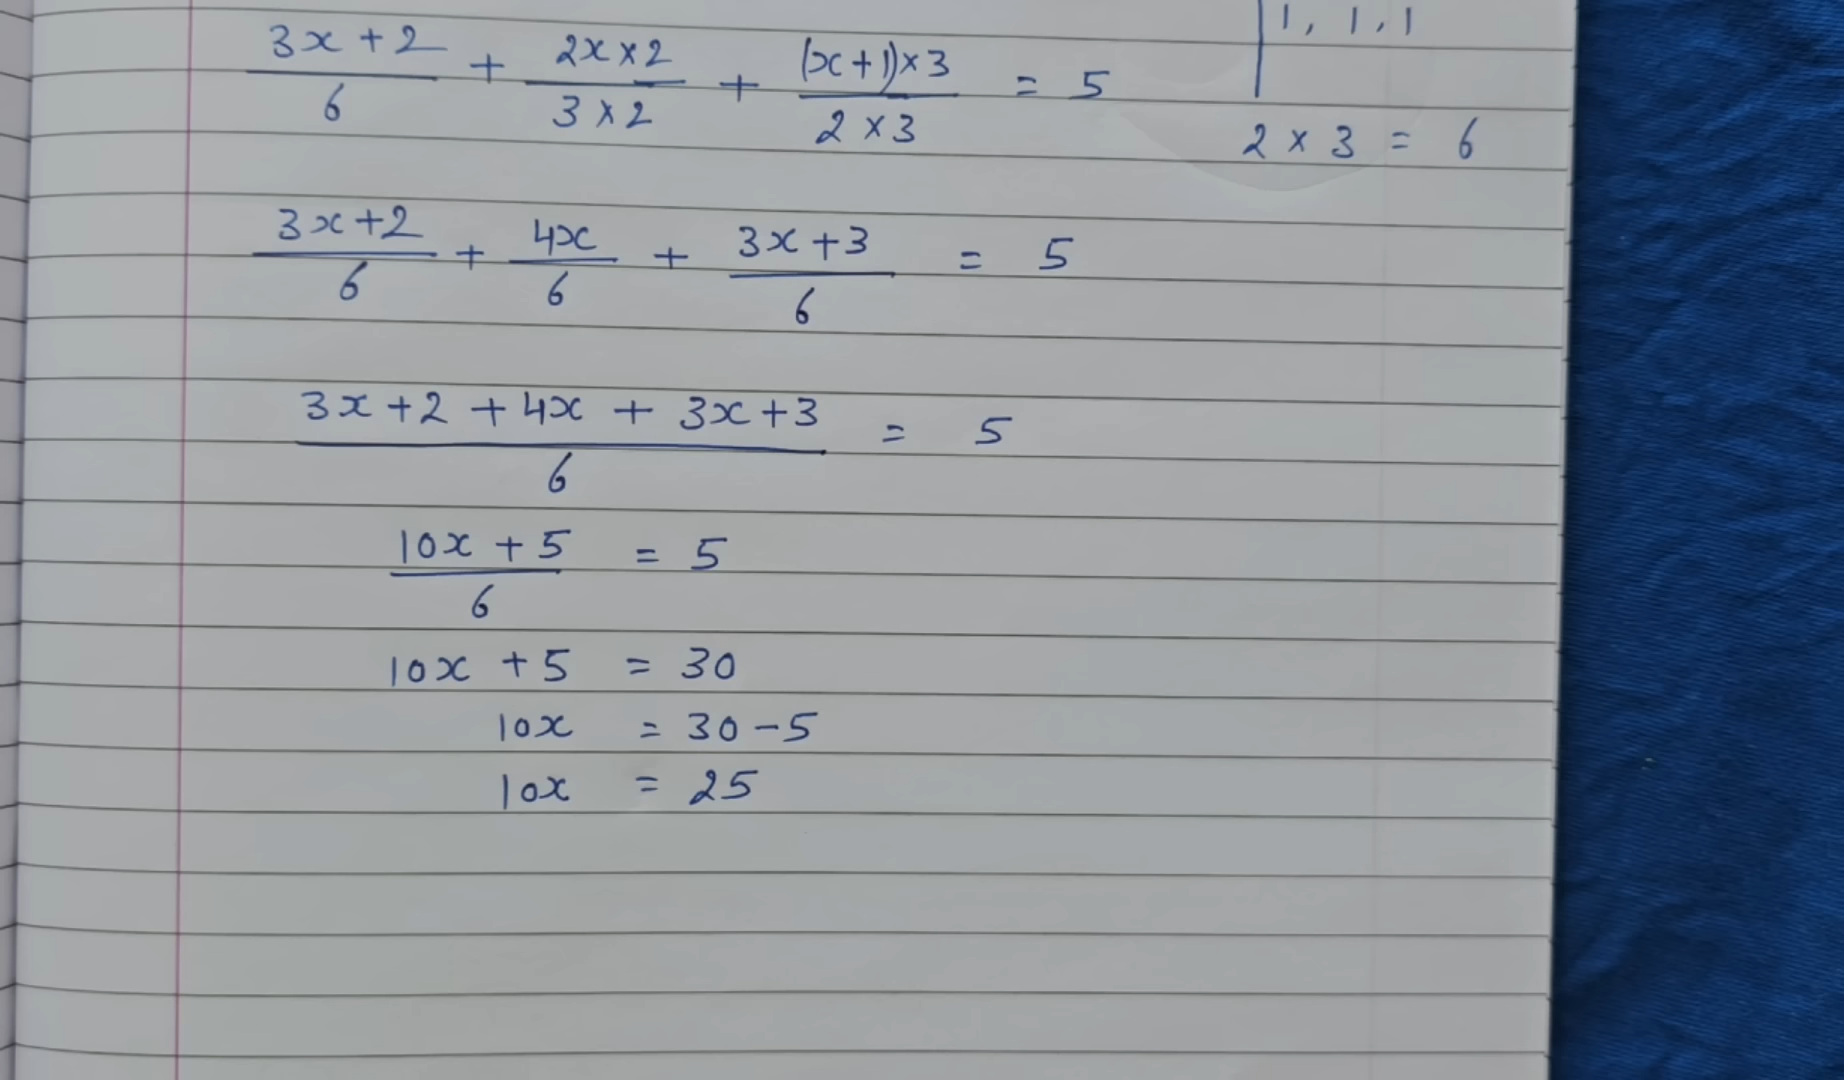 1, 1, 1
(3x + 2)/6 + (2x × 2)/(3 × 2) + ((x + 1) × 3)/(2 × 3) = 5
2 × 3 = 6
(3x + 2)/6 + 4x/6 + (3x + 3)/6 = 5
(3x + 2 + 4x + 3x + 3)/6 = 5
(10x + 5)/6 = 5
10x + 5 = 30
10x = 30 - 5
10x = 25